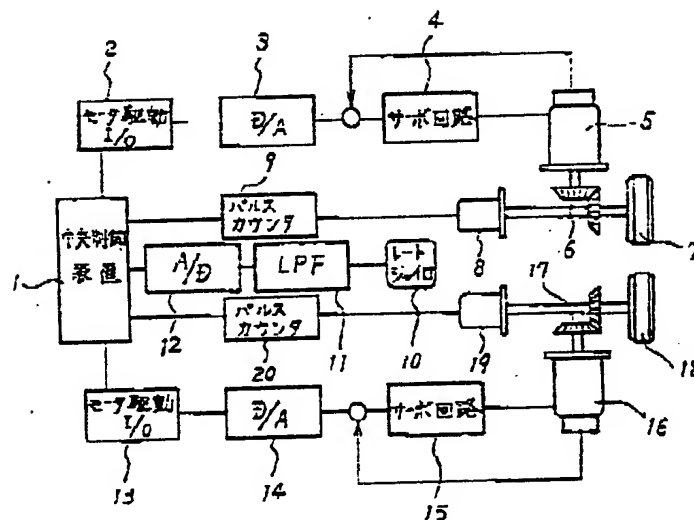 2
3
4
モータ駆動
I/O
D/A
サーボ回路
5
9
パルス
カウンタ
6
7
8
中央制御
装置
1
A/D
LPF
レート
ジャイロ
17
12
パルス
カウンタ
11
10
19
18
20
モータ駆動
I/O
D/A
サーボ回路
16
13
14
15